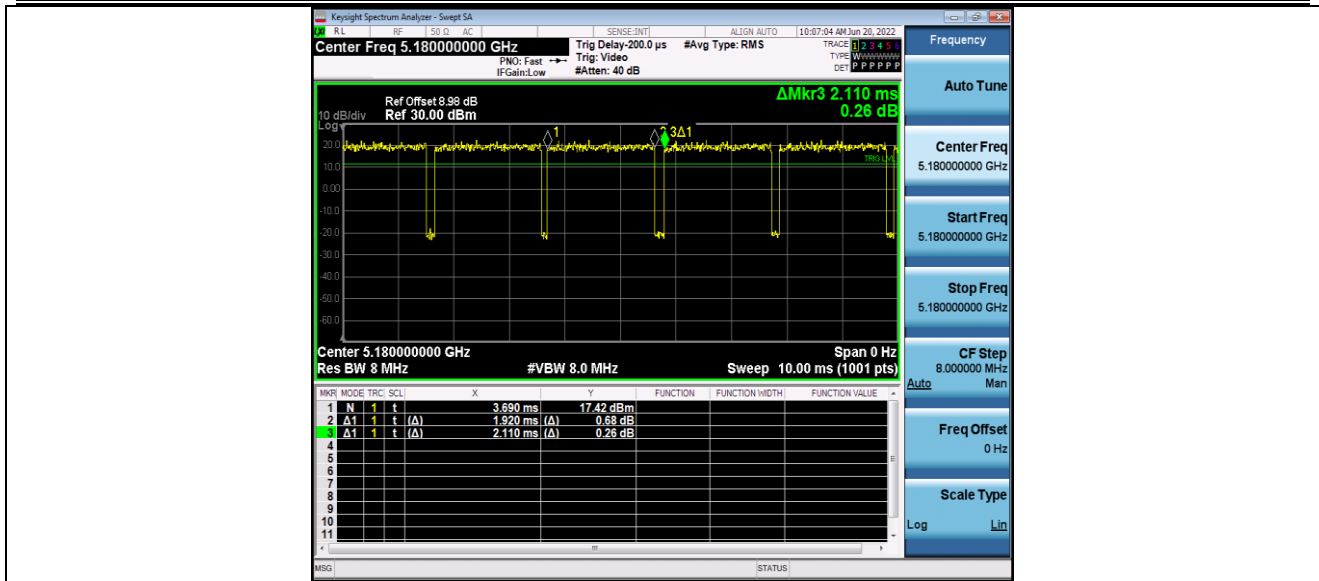 Keysight Spectrum Analyzer - Swept SA
RL RF 50 Ω AC SENSE:INT ALIGN AUTO 10:07:04 AM Jun 20, 2022
Center Freq 5.180000000 GHz Trig Delay-200.0 µs #Avg Type: RMS TRACE 1 2 3 4 5 6
PNO: Fast Trig: Video TYPE W
IFGain:Low #Atten: 40 dB DET P P P P P P
ΔMkr3 2.110 ms
0.26 dB
Ref Offset 8.98 dB
10 dB/div Ref 30.00 dBm
Log
1 2 3Δ1
20.0
TRIG LVL
10.0
0.00
-10.0
-20.0
-30.0
-40.0
-50.0
-60.0
Center 5.180000000 GHz Span 0 Hz
Res BW 8 MHz #VBW 8.0 MHz Sweep 10.00 ms (1001 pts)
MKR MODE TRC SCL X Y FUNCTION FUNCTION WIDTH FUNCTION VALUE
1 N 1 t 3.690 ms 17.42 dBm
2 Δ1 1 t (Δ) 1.920 ms (Δ) 0.68 dB
3 Δ1 1 t (Δ) 2.110 ms (Δ) 0.26 dB
4
5
6
7
8
9
10
11
MSG STATUS
Frequency
Auto Tune
Center Freq
5.180000000 GHz
Start Freq
5.180000000 GHz
Stop Freq
5.180000000 GHz
CF Step
8.000000 MHz
Auto Man
Freq Offset
0 Hz
Scale Type
Log Lin